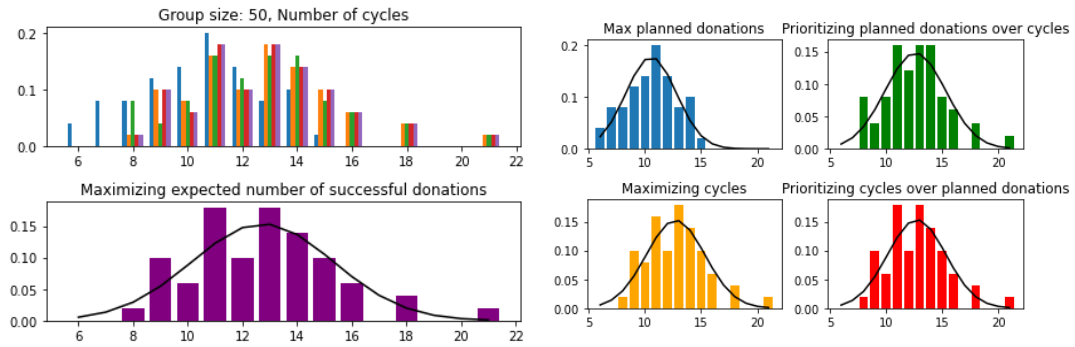 Group size: 50, Number of cycles
0.2
0.1
0.0
6 8 10 12 14 16 18 20 22
Maximizing expected number of successful donations
0.15
0.10
0.05
0.00
6 8 10 12 14 16 18 20 22
Max planned donations
0.2
0.1
0.0
5 10 15 20
Prioritizing planned donations over cycles
0.15
0.10
0.05
0.00
5 10 15 20
Maximizing cycles
0.15
0.10
0.05
0.00
5 10 15 20
Prioritizing cycles over planned donations
0.15
0.10
0.05
0.00
5 10 15 20